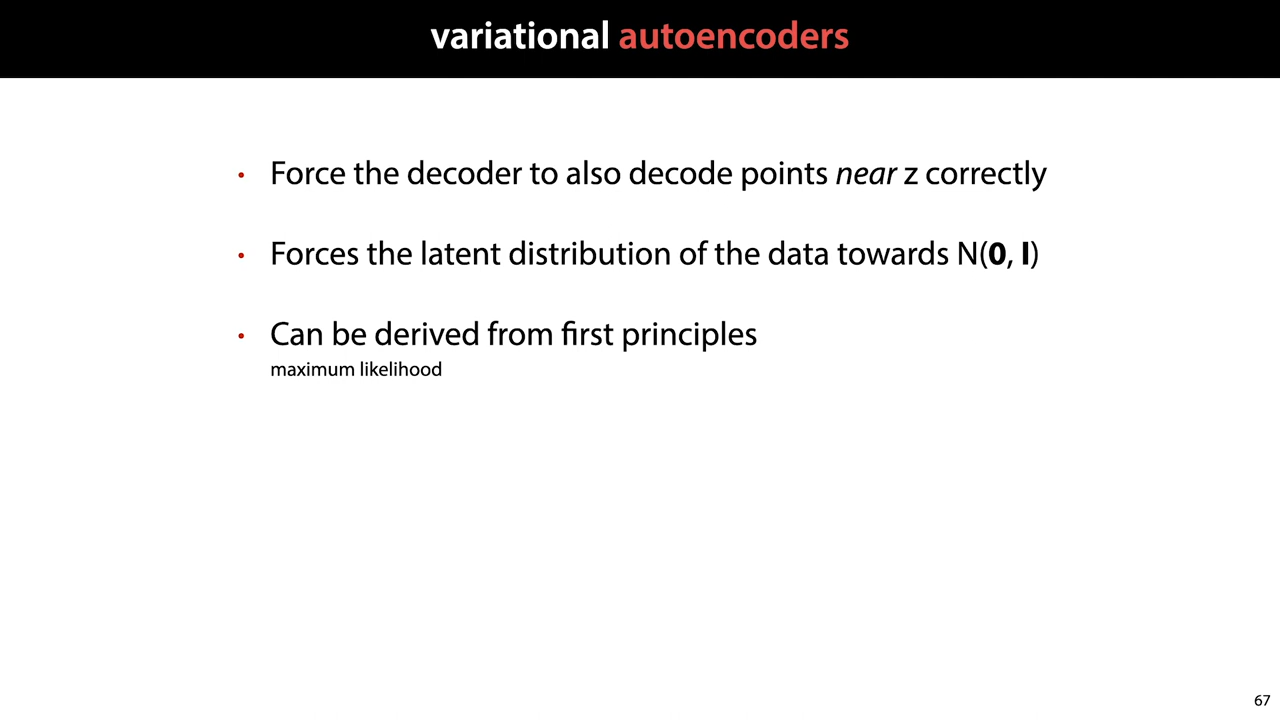 variational autoencoders
• Force the decoder to also decode points near z correctly
• Forces the latent distribution of the data towards N(0, I)
• Can be derived from first principles
maximum likelihood
67